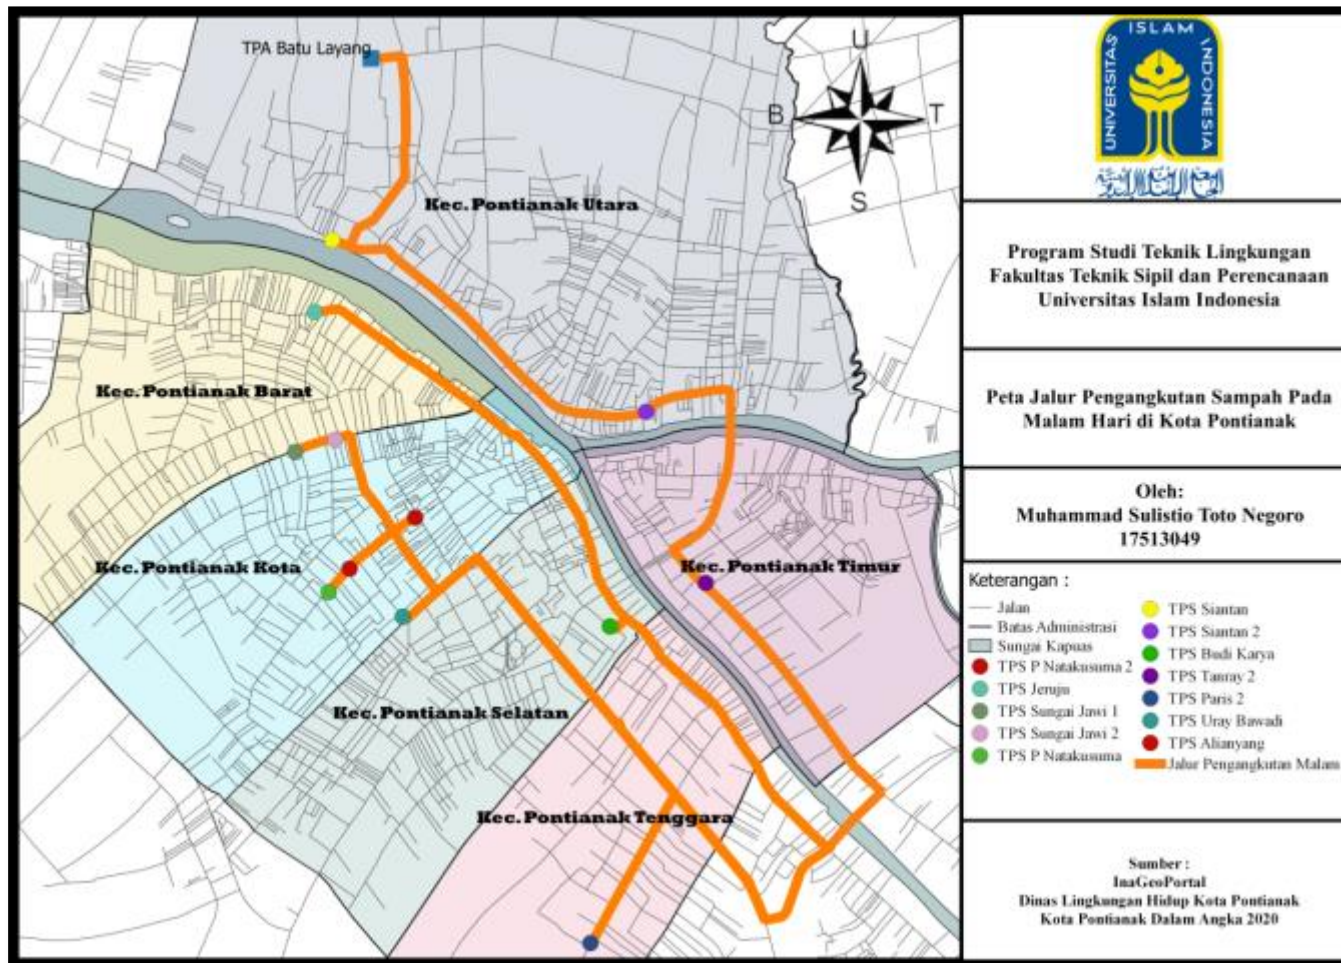 TPA Batu Layang
U
B
T
S
Kec. Pontianak Utara
Kec. Pontianak Barat
Kec. Pontianak Kota
Kec. Pontianak Timur
Kec. Pontianak Selatan
Kec. Pontianak Tenggara
UNIVERSITAS
ISLAM
INDONESIA
Program Studi Teknik Lingkungan
Fakultas Teknik Sipil dan Perencanaan
Universitas Islam Indonesia
Peta Jalur Pengangkutan Sampah Pada
Malam Hari di Kota Pontianak
Oleh:
Muhammad Sulistio Toto Negoro
17513049
Keterangan :
Jalan
Batas Administrasi
Sungai Kapuas
TPS P Natakusuma 2
TPS Jeruju
TPS Sungai Jawi 1
TPS Sungai Jawi 2
TPS P Natakusuma
TPS Siantan
TPS Siantan 2
TPS Budi Karya
TPS Tanray 2
TPS Paris 2
TPS Uray Bawadi
TPS Alianyang
Jalur Pengangkutan Malam
Sumber :
InaGeoPortal
Dinas Lingkungan Hidup Kota Pontianak
Kota Pontianak Dalam Angka 2020